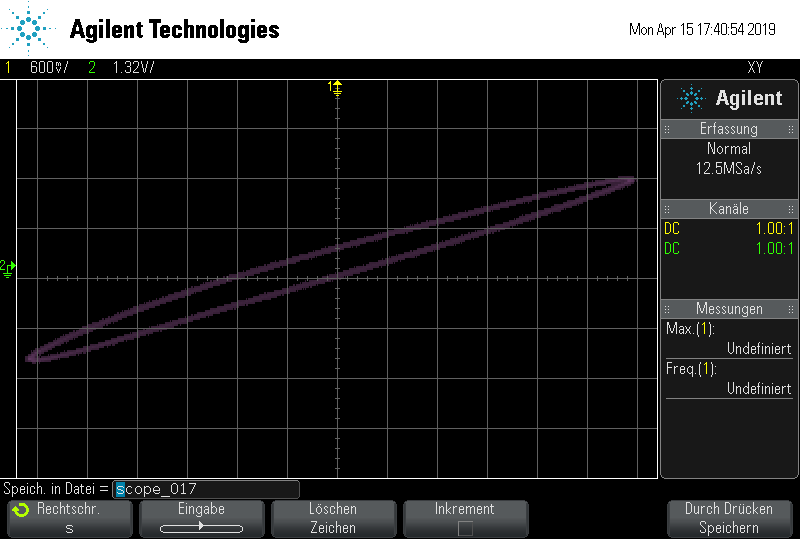 Agilent Technologies
Mon Apr 15 17:40:54 2019
1 600mV/ 2 1.32V/ XY
1
2
Agilent
Erfassung
Normal
12.5MSa/s
Kanäle
DC 1.00:1
DC 1.00:1
Messungen
Max.(1):
Undefiniert
Freq.(1):
Undefiniert
Speich. in Datei = scope_017
Rechtschr.
s
Eingabe
Löschen
Zeichen
Inkrement
Durch Drücken
Speichern